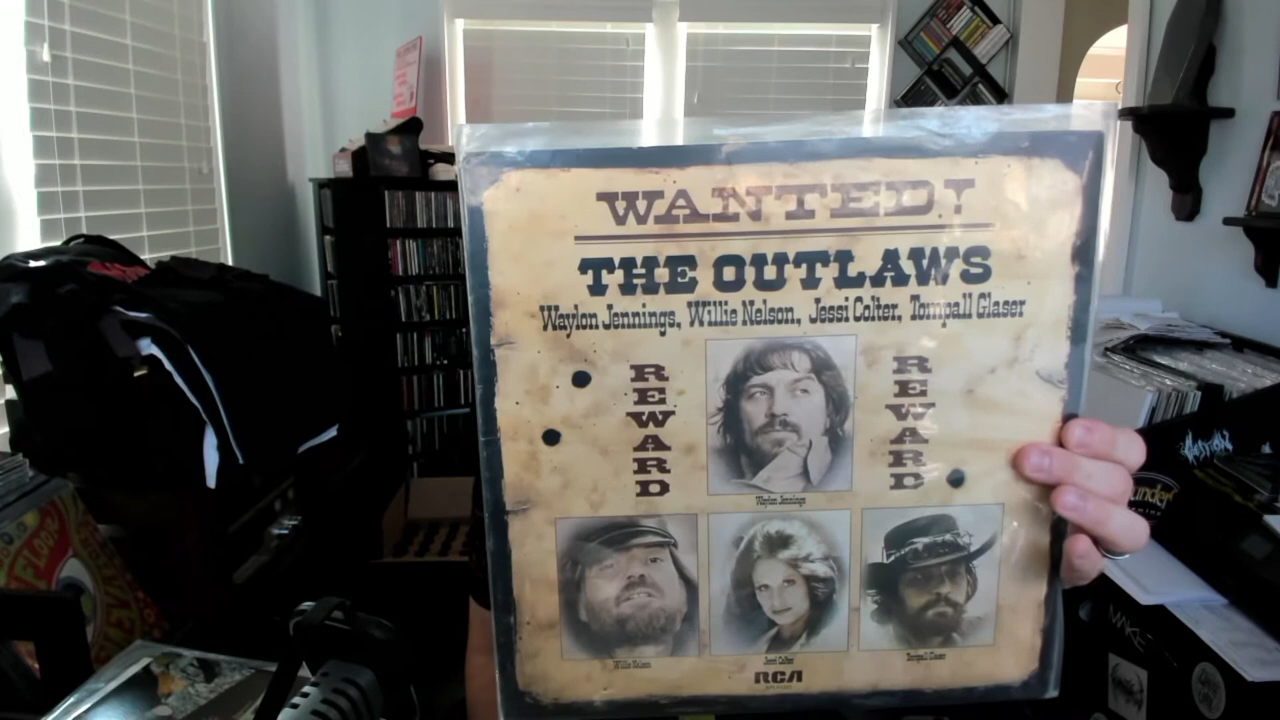 WANTED!
THE OUTLAWS
Waylon Jennings, Willie Nelson, Jessi Colter, Tompall Glaser
REWARD
REWARD
Waylon Jennings
Willie Nelson
Jessi Colter
Tompall Glaser
RCA
MAKE